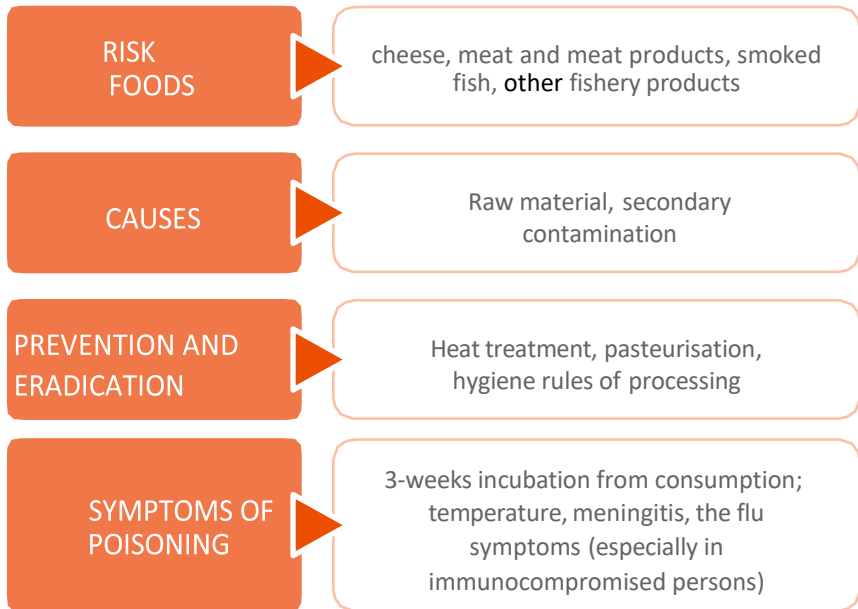 RISK
FOODS
cheese, meat and meat products, smoked
fish, other fishery products
CAUSES
Raw material, secondary
contamination
PREVENTION AND
ERADICATION
Heat treatment, pasteurisation,
hygiene rules of processing
SYMPTOMS OF
POISONING
3-weeks incubation from consumption;
temperature, meningitis, the flu
symptoms (especially in
immunocompromised persons)